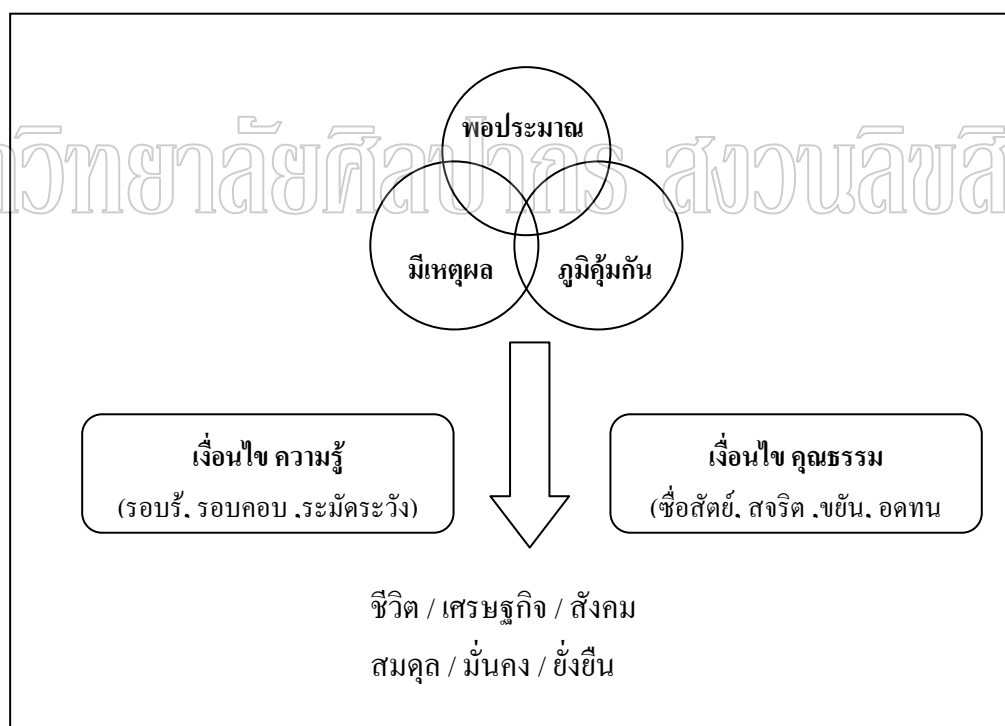 พอประมาณ
วิทยาลัยศิลปากร สงวนลิขสิ
มีเหตุผล
ภูมิคุ้มกัน
เงื่อนไข ความรู้
(รอบรู้, รอบคอบ ,ระมัดระวัง)
เงื่อนไข คุณธรรม
(ซื่อสัตย์, สจริต ,ขยัน, อดทน
ชีวิต / เศรษฐกิจ / สังคม
สมดุล / มั่นคง / ยั่งยืน